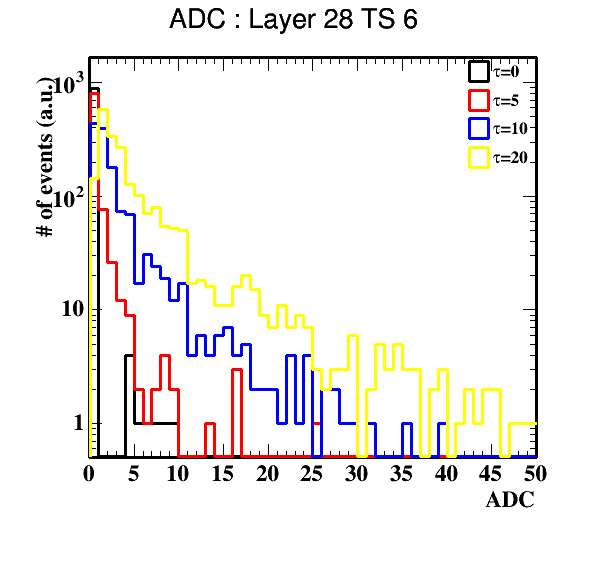 ADC : Layer 28 TS 6
# of events (a.u.)
10³
10²
10
1
τ=0
τ=5
τ=10
τ=20
0 5 10 15 20 25 30 35 40 45 50
ADC